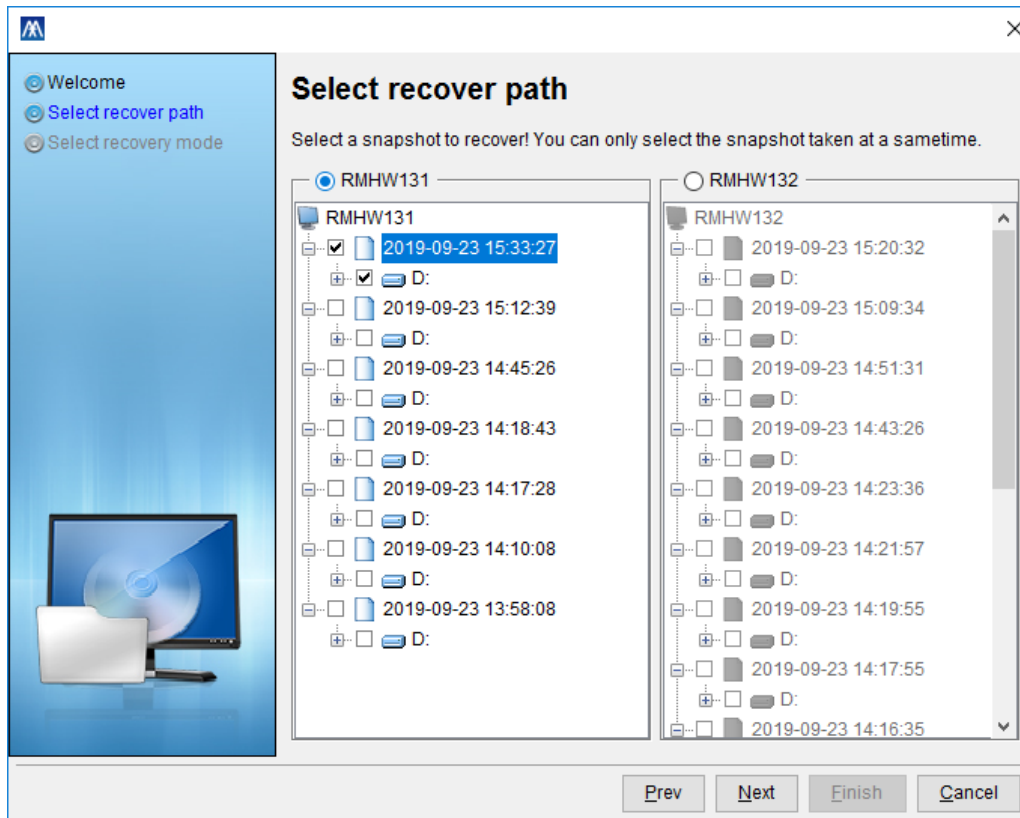 Welcome
Select recover path
Select recovery mode
Select recover path
Select a snapshot to recover! You can only select the snapshot taken at a sametime.
RMHW131
RMHW131
2019-09-23 15:33:27
D:
2019-09-23 15:12:39
D:
2019-09-23 14:45:26
D:
2019-09-23 14:18:43
D:
2019-09-23 14:17:28
D:
2019-09-23 14:10:08
D:
2019-09-23 13:58:08
D:
RMHW132
RMHW132
2019-09-23 15:20:32
D:
2019-09-23 15:09:34
D:
2019-09-23 14:51:31
D:
2019-09-23 14:43:26
D:
2019-09-23 14:23:36
D:
2019-09-23 14:21:57
D:
2019-09-23 14:19:55
D:
2019-09-23 14:17:55
D:
2019-09-23 14:16:35
Prev Next Finish Cancel